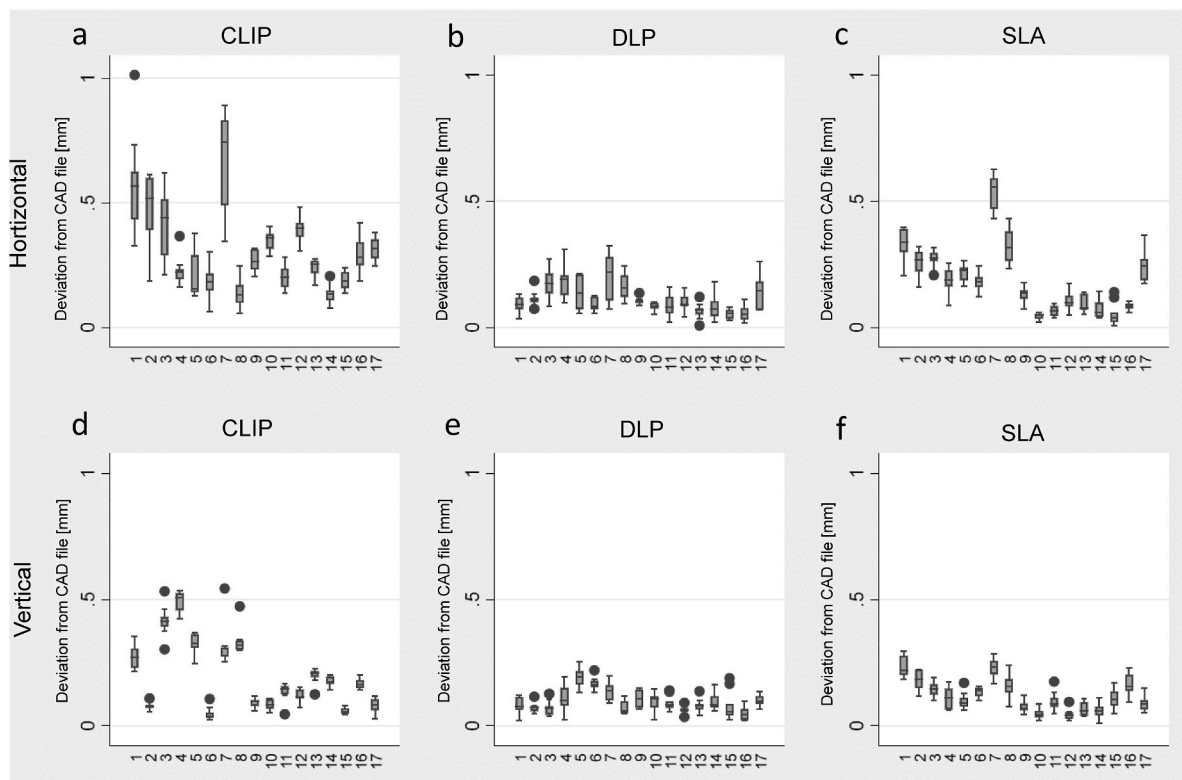 a CLIP
b DLP
c SLA
Hortizontal
Deviation from CAD file [mm]
1
.5
0
1 2 3 4 5 6 7 8 9 10 11 12 13 14 15 16 17
Deviation from CAD file [mm]
1
.5
0
1 2 3 4 5 6 7 8 9 10 11 12 13 14 15 16 17
Deviation from CAD file [mm]
1
.5
0
1 2 3 4 5 6 7 8 9 10 11 12 13 14 15 16 17
d CLIP
e DLP
f SLA
Vertical
Deviation from CAD file [mm]
1
.5
0
1 2 3 4 5 6 7 8 9 10 11 12 13 14 15 16 17
Deviation from CAD file [mm]
1
.5
0
1 2 3 4 5 6 7 8 9 10 11 12 13 14 15 16 17
Deviation from CAD file [mm]
1
.5
0
1 2 3 4 5 6 7 8 9 10 11 12 13 14 15 16 17